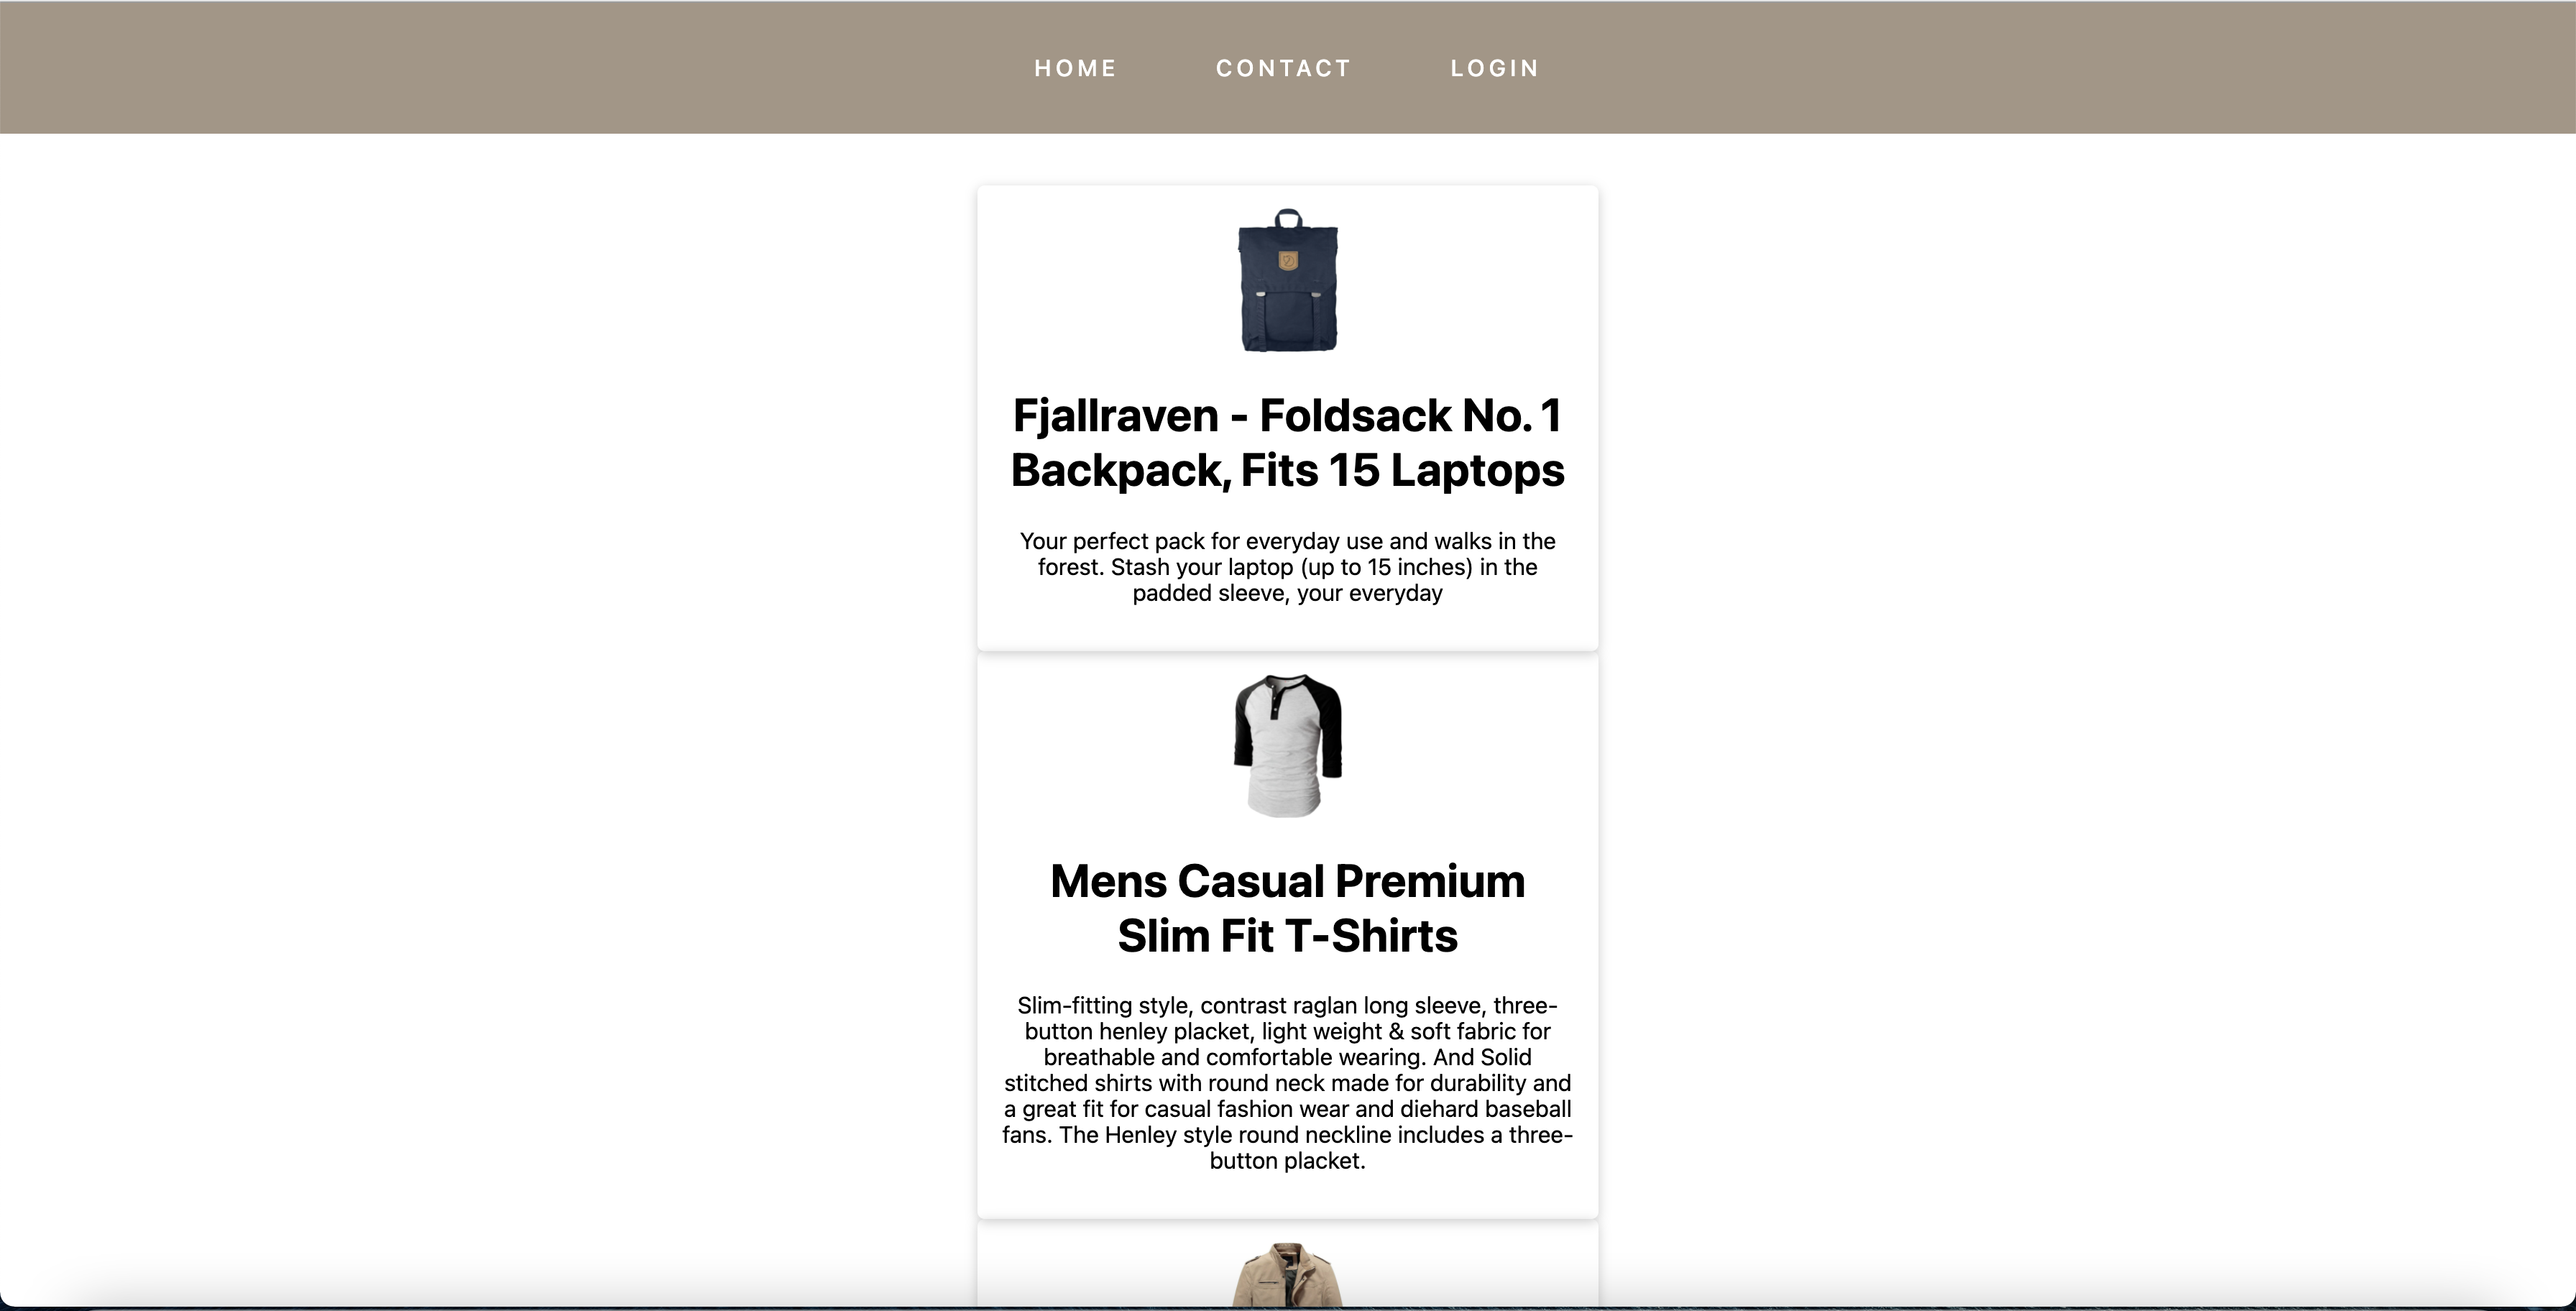 HOME CONTACT LOGIN
Fjallraven - Foldsack No. 1
Backpack, Fits 15 Laptops
Your perfect pack for everyday use and walks in the
forest. Stash your laptop (up to 15 inches) in the
padded sleeve, your everyday
Mens Casual Premium
Slim Fit T-Shirts
Slim-fitting style, contrast raglan long sleeve, three-
button henley placket, light weight & soft fabric for
breathable and comfortable wearing. And Solid
stitched shirts with round neck made for durability and
a great fit for casual fashion wear and diehard baseball
fans. The Henley style round neckline includes a three-
button placket.